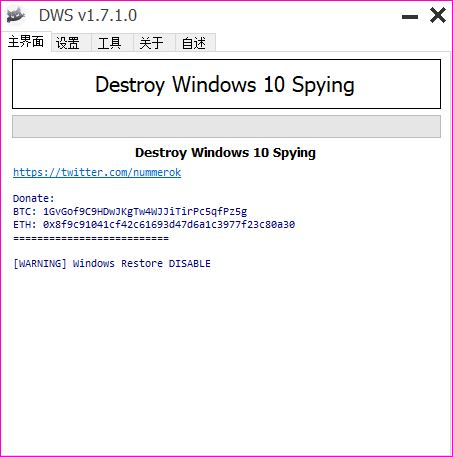 DWS v1.7.1.0
主界面 设置 工具 关于 自述
Destroy Windows 10 Spying
Destroy Windows 10 Spying
https://twitter.com/nummerok
Donate:
BTC: 1GvGof9C9HDwJKgTw4WJJiTirPc5qfPz5g
ETH: 0x8f9c91041cf42c61693d47d6a1c3977f23c80a30
==========================
[WARNING] Windows Restore DISABLE